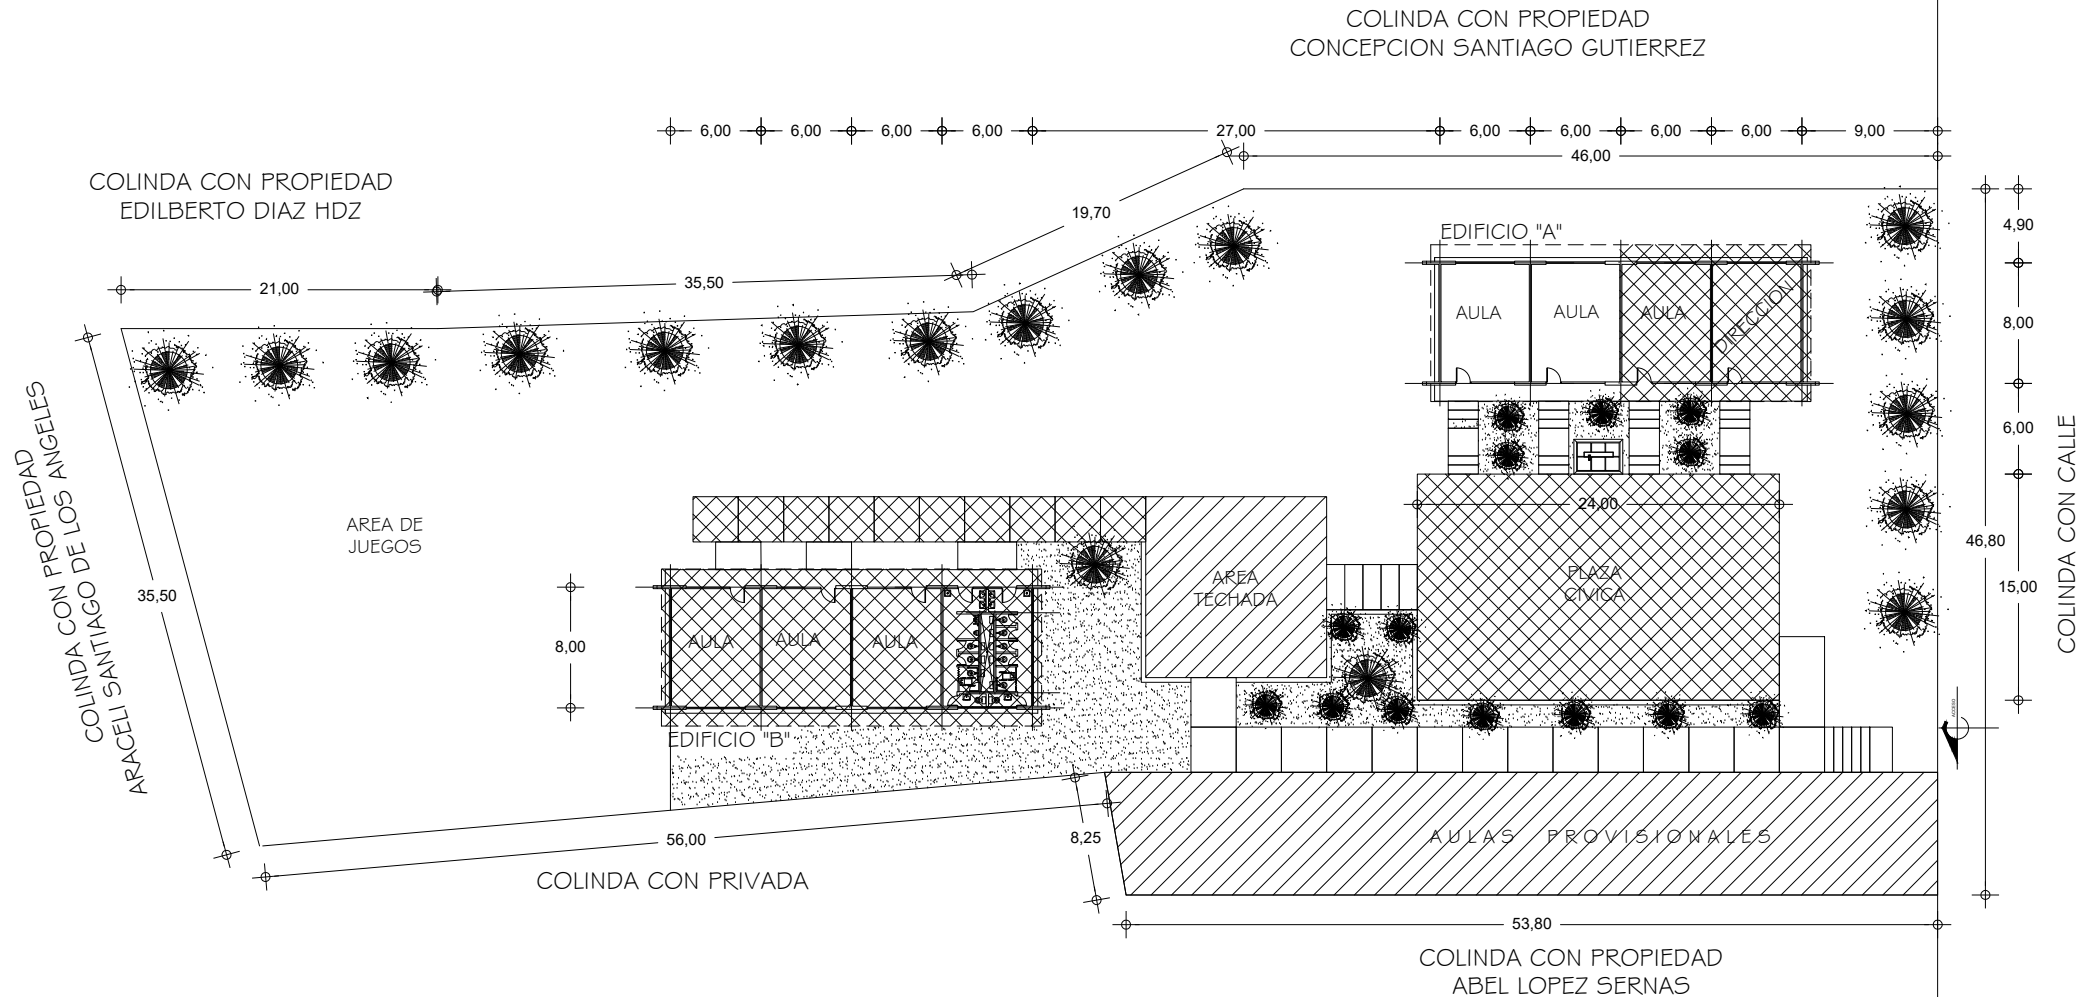 COLINDA CON PROPIEDAD
CONCEPCION SANTIAGO GUTIERREZ
6,00 6,00 6,00 6,00 27,00 6,00 6,00 6,00 6,00 9,00
46,00
COLINDA CON PROPIEDAD
EDILBERTO DIAZ HDZ
19,70
21,00
35,50
EDIFICIO "A"
4,90
AULA
AULA
AULA
DIRECCION
8,00
6,00
COLINDA CON CALLE
46,80
15,00
24,00
PLAZA
CIVICA
AREA
TECHADA
AREA DE
JUEGOS
COLINDA CON PROPIEDAD
ARACELI SANTIAGO DE LOS ANGELES
35,50
8,00
AULA
AULA
AULA
EDIFICIO "B"
ACCESO
56,00
8,25
COLINDA CON PRIVADA
AULAS PROVISIONALES
53,80
COLINDA CON PROPIEDAD
ABEL LOPEZ SERNAS